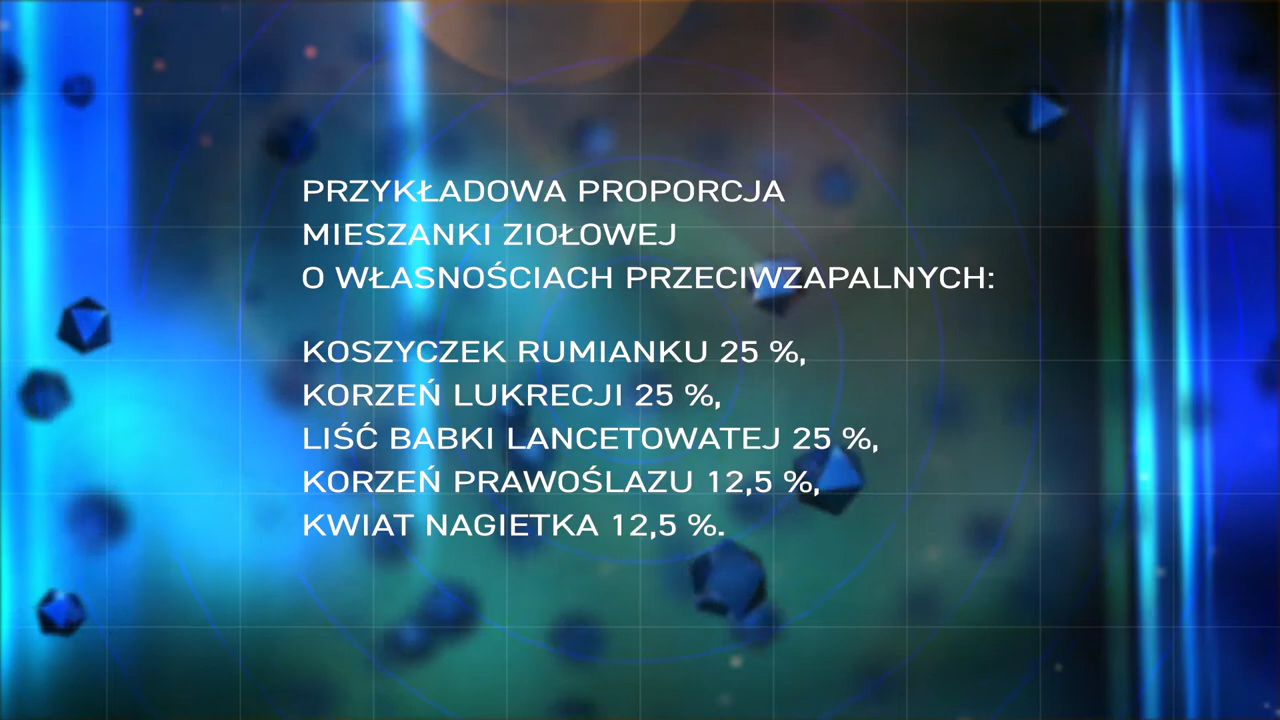 PRZYKŁADOWA PROPORCJA
MIESZANKI ZIOŁOWEJ
O WŁASNOŚCIACH PRZECIWZAPALNYCH:
KOSZYCZEK RUMIANKU 25 %,
KORZEŃ LUKRECJI 25 %,
LIŚĆ BABKI LANCETOWATEJ 25 %,
KORZEŃ PRAWOŚLAZU 12,5 %,
KWIAT NAGIETKA 12,5 %.